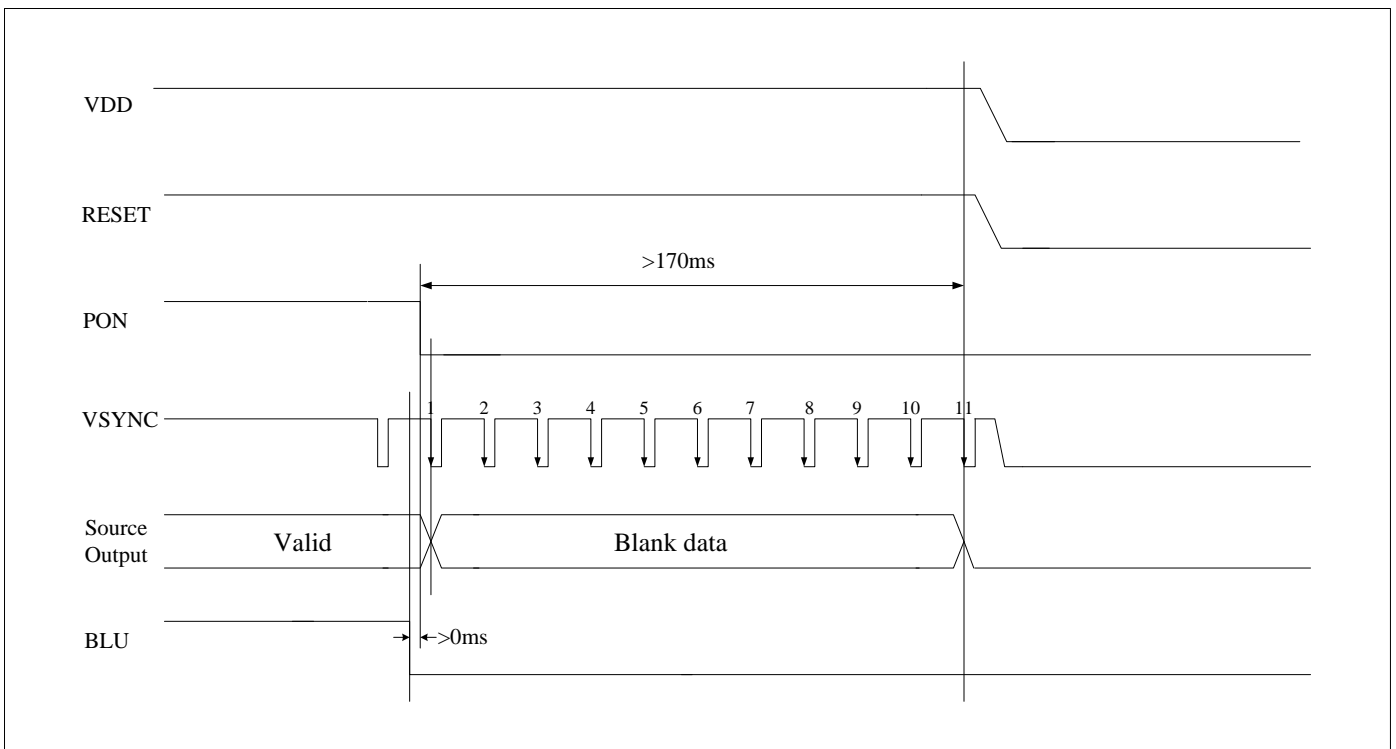 VDD
RESET
>170ms
PON
VSYNC
1 2 3 4 5 6 7 8 9 10 11
Source
Output
Valid
Blank data
BLU
>0ms